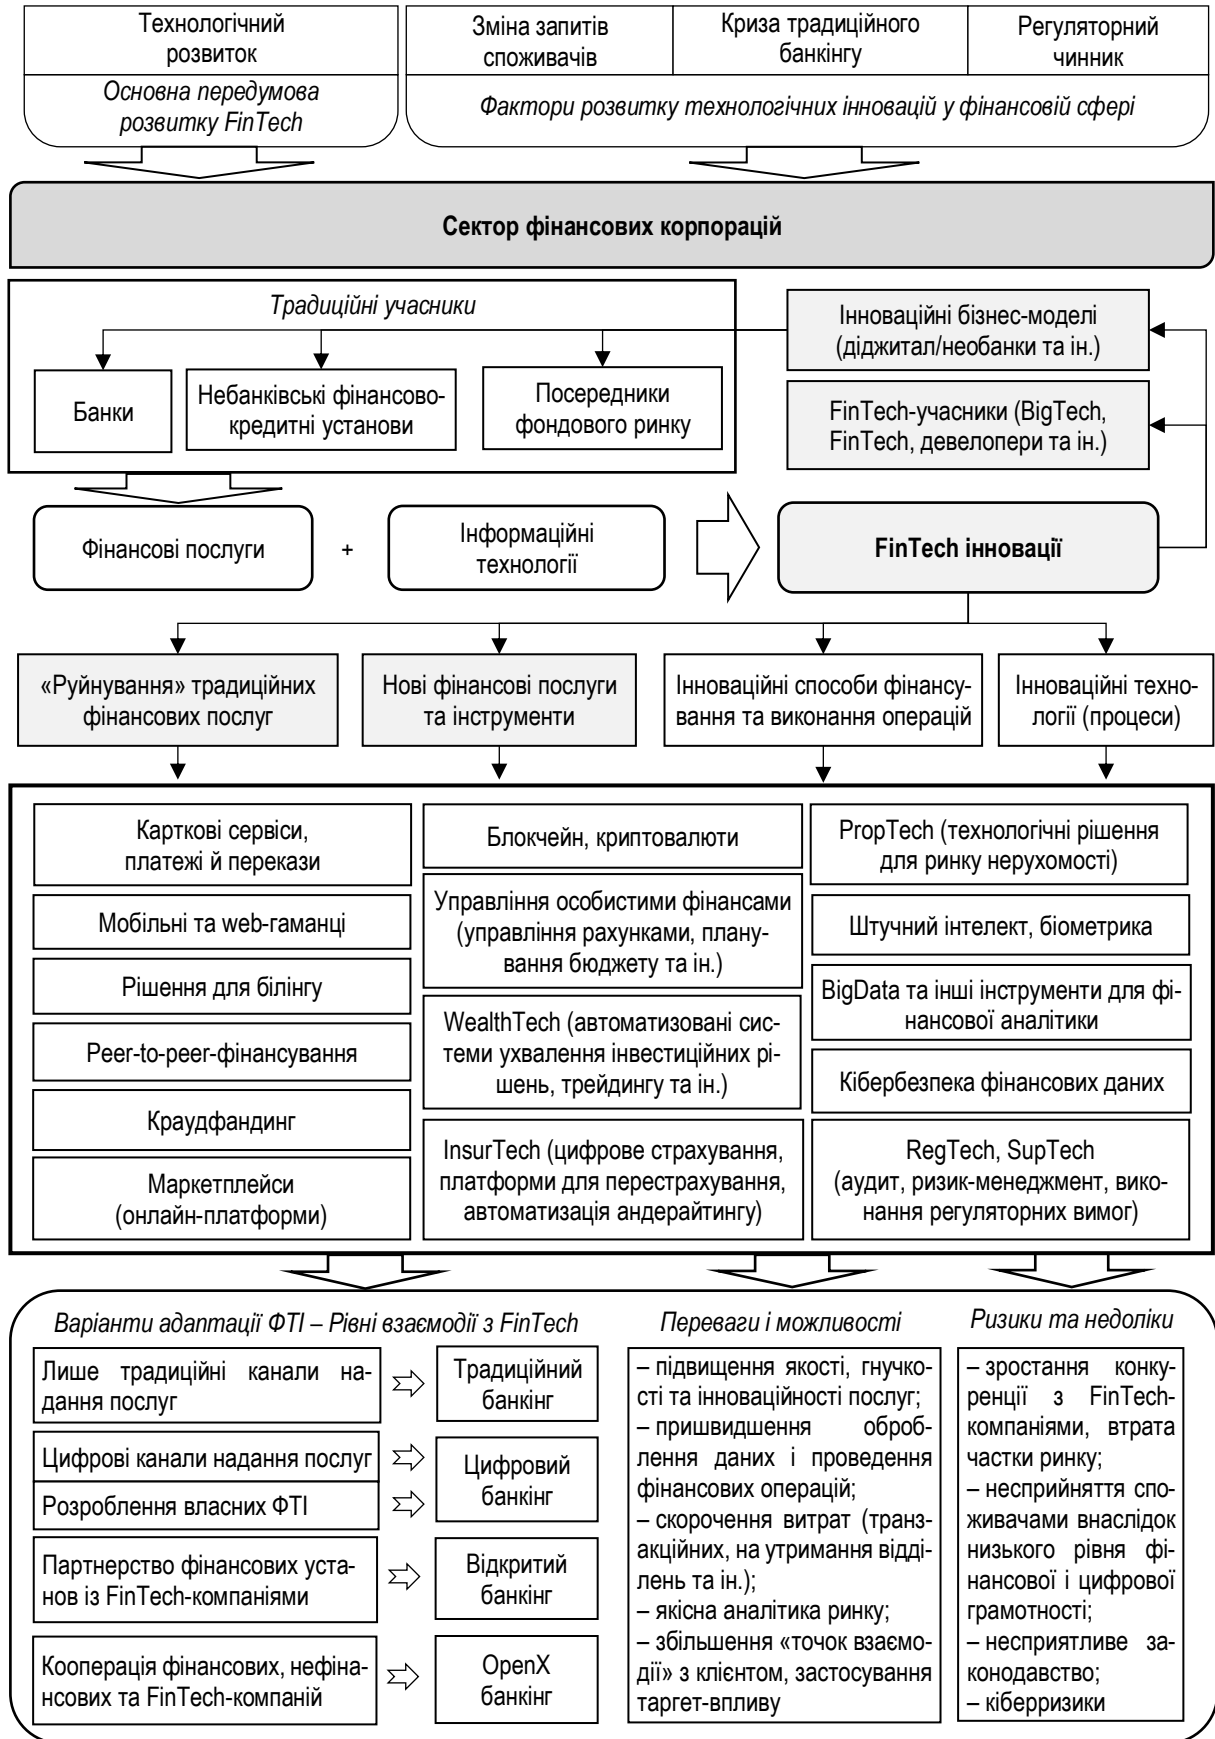 Технологічний
розвиток
Основна передумова
розвитку FinTech
Зміна запитів
споживачів
Криза традиційного
банкінгу
Регуляторний
чинник
Фактори розвитку технологічних інновацій у фінансовій сфері
Сектор фінансових корпорацій
Традиційні учасники
Банки
Небанківські фінансово-
кредитні установи
Посередники
фондового ринку
Інноваційні бізнес-моделі
(діджитал/необанки та ін.)
FinTech-учасники (BigTech,
FinTech, девелопери та ін.)
Фінансові послуги
+
Інформаційні
технології
FinTech інновації
«Руйнування» традиційних
фінансових послуг
Нові фінансові послуги
та інструменти
Інноваційні способи фінансу-
вання та виконання операцій
Інноваційні техно-
логії (процеси)
Карткові сервіси,
платежі й перекази
Мобільні та web-гаманці
Рішення для білінгу
Peer-to-peer-фінансування
Краудфандинг
Маркетплейси
(онлайн-платформи)
Блокчейн, криптовалюти
Управління особистими фінансами
(управління рахунками, плану-
вання бюджету та ін.)
WealthTech (автоматизовані сис-
теми ухвалення інвестиційних рі-
шень, трейдингу та ін.)
InsurTech (цифрове страхування,
платформи для перестрахування,
автоматизація андерайтингу)
PropTech (технологічні рішення
для ринку нерухомості)
Штучний інтелект, біометрика
BigData та інші інструменти для фі-
нансової аналітики
Кібербезпека фінансових даних
RegTech, SupTech
(аудит, ризик-менеджмент, вико-
нання регуляторних вимог)
Варіанти адаптації ФТІ – Рівні взаємодії з FinTech
Лише традиційні канали на-
дання послуг
Традиційний
банкінг
Цифрові канали надання послуг
Розроблення власних ФТІ
Цифровий
банкінг
Партнерство фінансових уста-
нов із FinTech-компаніями
Відкритий
банкінг
Кооперація фінансових, нефіна-
нсових та FinTech-компаній
OpenX
банкінг
Переваги і можливості
– підвищення якості, гнучко-
сті та інноваційності послуг;
– пришвидшення оброб-
лення даних і проведення
фінансових операцій;
– скорочення витрат (транз-
акційних, на утримання відді-
лень та ін.);
– якісна аналітика ринку;
– збільшення «точок взаємо-
дії» з клієнтом, застосування
таргет-впливу
Ризики та недоліки
– зростання конку-
ренції з FinTech-
компаніями, втрата
частки ринку;
– несприйняття спо-
живачами внаслідок
низького рівня фі-
нансової і цифрової
грамотності;
– несприятливе за-
конодавство;
– кіберризики